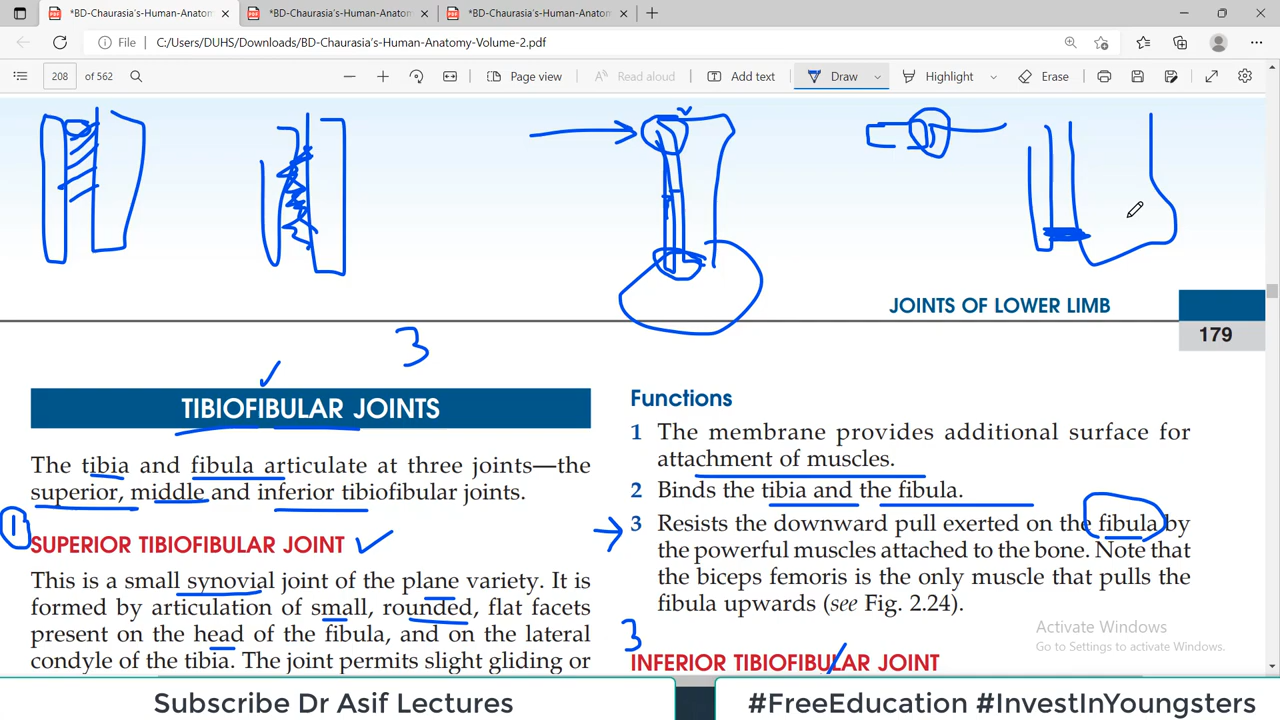 *BD-Chaurasia's-Human-Anatomy-
*BD-Chaurasia's-Human-Anatom
*BD-Chaurasia's-Human-Anatomy-
File
C:/Users/DUHS/Downloads/BD-Chaurasia's-Human-Anatomy-Volume-2.pdf
208 of 562
Page view
Read aloud
Add text
Draw
Highlight
Erase
JOINTS OF LOWER LIMB
179
3
TIBIOFIBULAR JOINTS
The tibia and fibula articulate at three joints—the
superior, middle and inferior tibiofibular joints.
1
SUPERIOR TIBIOFIBULAR JOINT
This is a small synovial joint of the plane variety. It is
formed by articulation of small, rounded, flat facets
present on the head of the fibula, and on the lateral
condyle of the tibia. The joint permits slight gliding or
Functions
1 The membrane provides additional surface for
attachment of muscles.
2 Binds the tibia and the fibula.
3 Resists the downward pull exerted on the fibula by
the powerful muscles attached to the bone. Note that
the biceps femoris is the only muscle that pulls the
fibula upwards (see Fig. 2.24).
3
INFERIOR TIBIOFIBULAR JOINT
Activate Windows
Go to Settings to activate Windows.
Subscribe Dr Asif Lectures
#FreeEducation #InvestInYoungsters